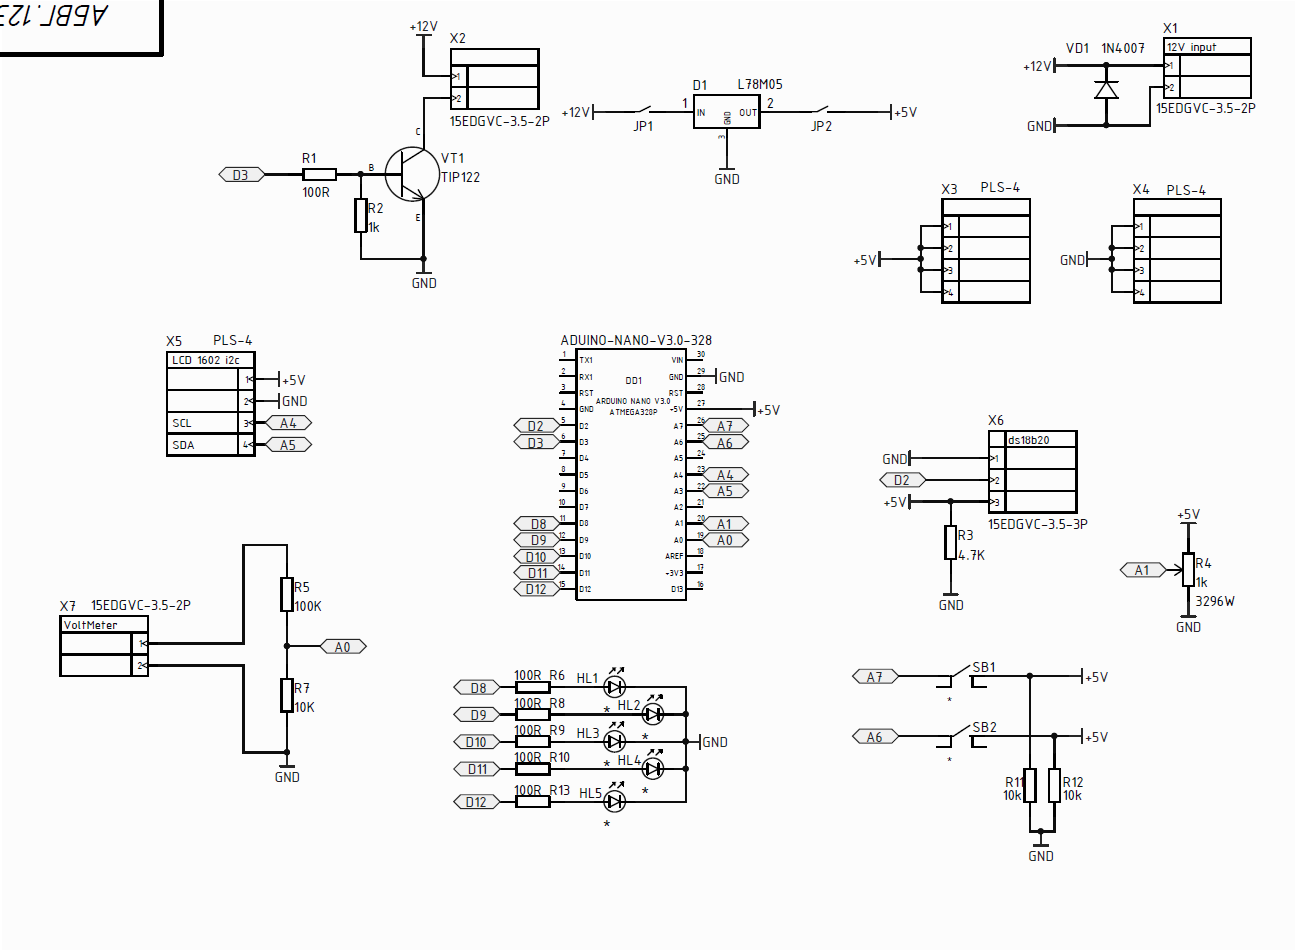 АБВГ.123
+12V
X2
1
2
15EDGVC-3.5-2P
C
D3
R1
100R
B
VT1
TIP122
R2
1k
E
GND
+12V
JP1
D1
L78M05
1
IN
OUT
2
GND
3
JP2
+5V
GND
X1
VD1 1N4007
12V input
+12V
1
2
15EDGVC-3.5-2P
GND
X3 PLS-4
1
2
+5V
3
4
X4 PLS-4
1
2
GND
3
4
X5 PLS-4
LCD 1602 i2c
1
+5V
2
GND
SCL
3
A4
SDA
4
A5
ADUINO-NANO-V3.0-328
1 TX1 VIN 30
2 RX1 GND 29 GND
DD1
3 RST RST 28
ARDUINO NANO V3.0
4 GND -5V 27 +5V
ATMEGA328P
D2 5 D2 A7 26 A7
D3 6 D3 A6 25 A6
7 D4 A5 24
8 D5 A4 23 A4
9 D6 A3 22 A5
10 D7 A2 21
D8 11 D8 A1 20 A1
D9 12 D9 A0 19 A0
D10 13 D10 AREF 18
D11 14 D11 -3V3 17
D12 15 D12 D13 16
X6
ds18b20
GND
1
D2
2
+5V
3
15EDGVC-3.5-3P
R3
4.7K
GND
+5V
A1
R4
1k
3296W
GND
X7 15EDGVC-3.5-2P
VoltMeter
1
2
R5
100K
A0
R7
10K
GND
D8 100R R6 HL1
*
D9 100R R8 HL2
*
D10 100R R9 HL3
*
GND
D11 100R R10 HL4
*
D12 100R R13 HL5
*
A7
SB1
+5V
*
A6
SB2
+5V
*
R11
10k
R12
10k
GND